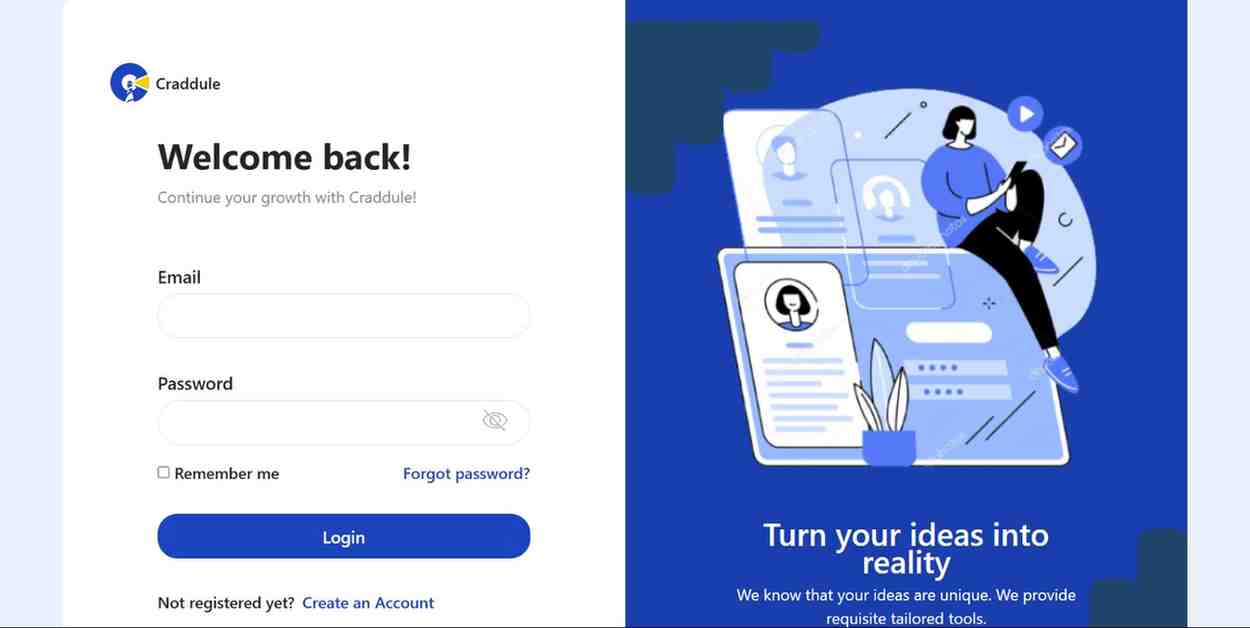 Craddule
Welcome back!
Continue your growth with Craddule!
Email
Password
Remember me
Forgot password?
Login
Not registered yet? Create an Account
Turn your ideas into
reality
We know that your ideas are unique. We provide
requisite tailored tools.